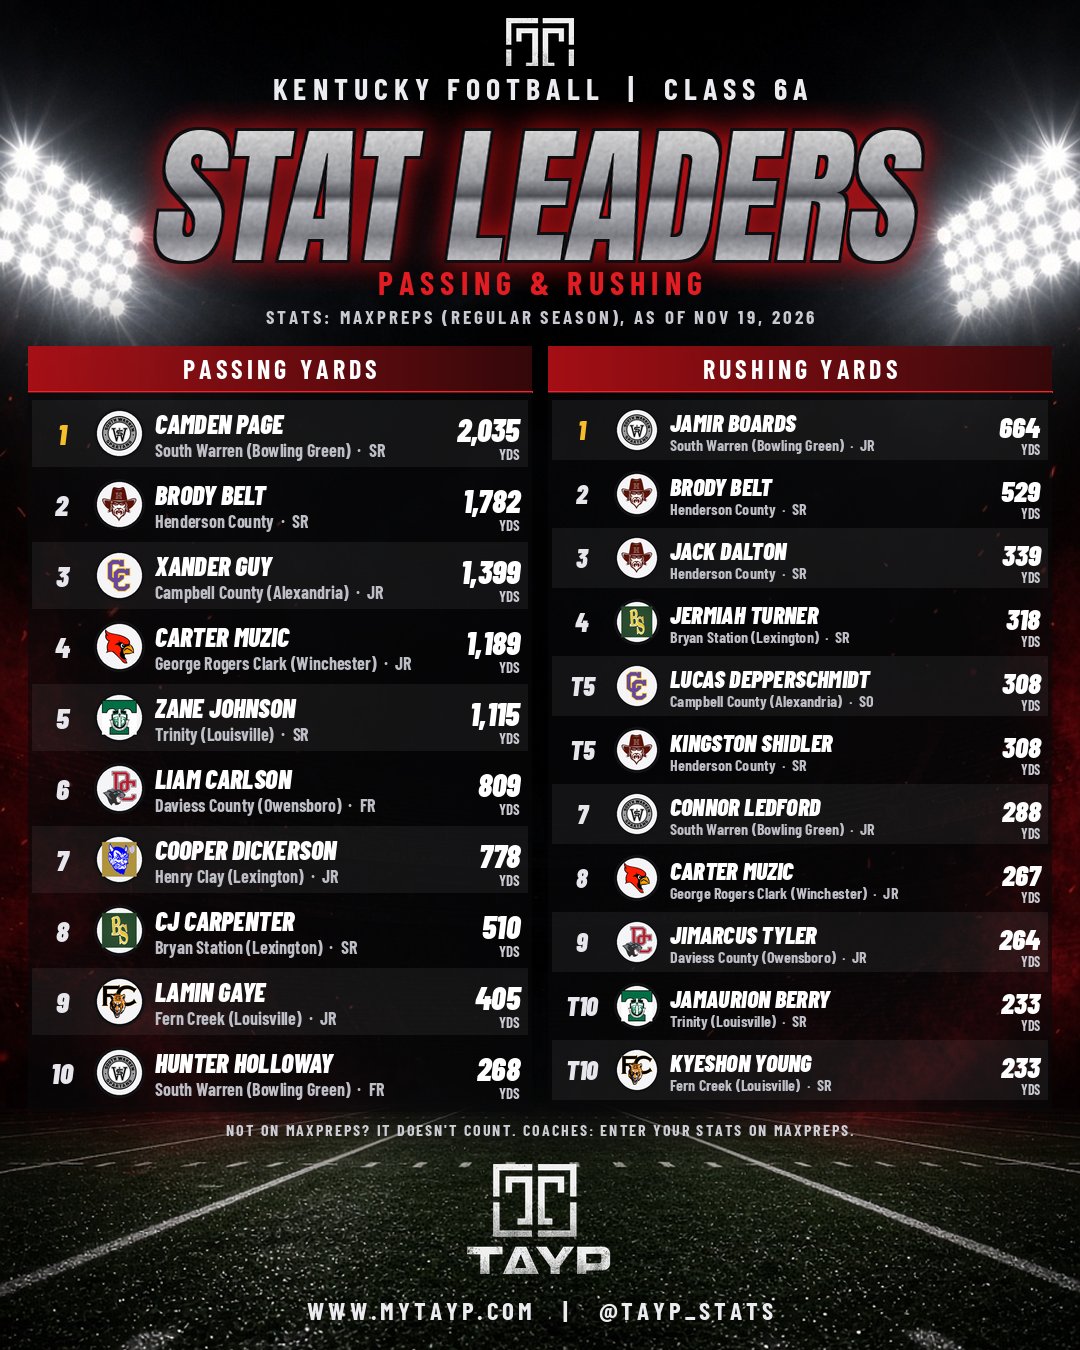 KENTUCKY FOOTBALL | CLASS 6A
STAT LEADERS
PASSING & RUSHING
STATS: MAXPREPS (REGULAR SEASON), AS OF NOV 19, 2026
PASSING YARDS
1 CAMDEN PAGE 2,035
South Warren (Bowling Green) · SR YDS
2 BRODY BELT 1,782
Henderson County · SR YDS
3 XANDER GUY 1,399
Campbell County (Alexandria) · JR YDS
4 CARTER MUZIC 1,189
George Rogers Clark (Winchester) · JR YDS
5 ZANE JOHNSON 1,115
Trinity (Louisville) · SR YDS
6 LIAM CARLSON 809
Daviess County (Owensboro) · FR YDS
7 COOPER DICKERSON 778
Henry Clay (Lexington) · JR YDS
8 CJ CARPENTER 510
Bryan Station (Lexington) · SR YDS
9 LAMIN GAYE 405
Fern Creek (Louisville) · JR YDS
10 HUNTER HOLLOWAY 268
South Warren (Bowling Green) · FR YDS
RUSHING YARDS
1 JAMIR BOARDS 664
South Warren (Bowling Green) · JR YDS
2 BRODY BELT 529
Henderson County · SR YDS
3 JACK DALTON 339
Henderson County · SR YDS
4 JERMIAH TURNER 318
Bryan Station (Lexington) · SR YDS
T5 LUCAS DEPPERSCHMIDT 308
Campbell County (Alexandria) · SO YDS
T5 KINGSTON SHIDLER 308
Henderson County · SR YDS
7 CONNOR LEDFORD 288
South Warren (Bowling Green) · JR YDS
8 CARTER MUZIC 267
George Rogers Clark (Winchester) · JR YDS
9 JIMARCUS TYLER 264
Daviess County (Owensboro) · JR YDS
T10 JAMAURION BERRY 233
Trinity (Louisville) · SR YDS
T10 KYESHON YOUNG 233
Fern Creek (Louisville) · SR YDS
NOT ON MAXPREPS? IT DOESN'T COUNT. COACHES: ENTER YOUR STATS ON MAXPREPS.
TAYP
WWW.MYTAYP.COM | @TAYP_STATS